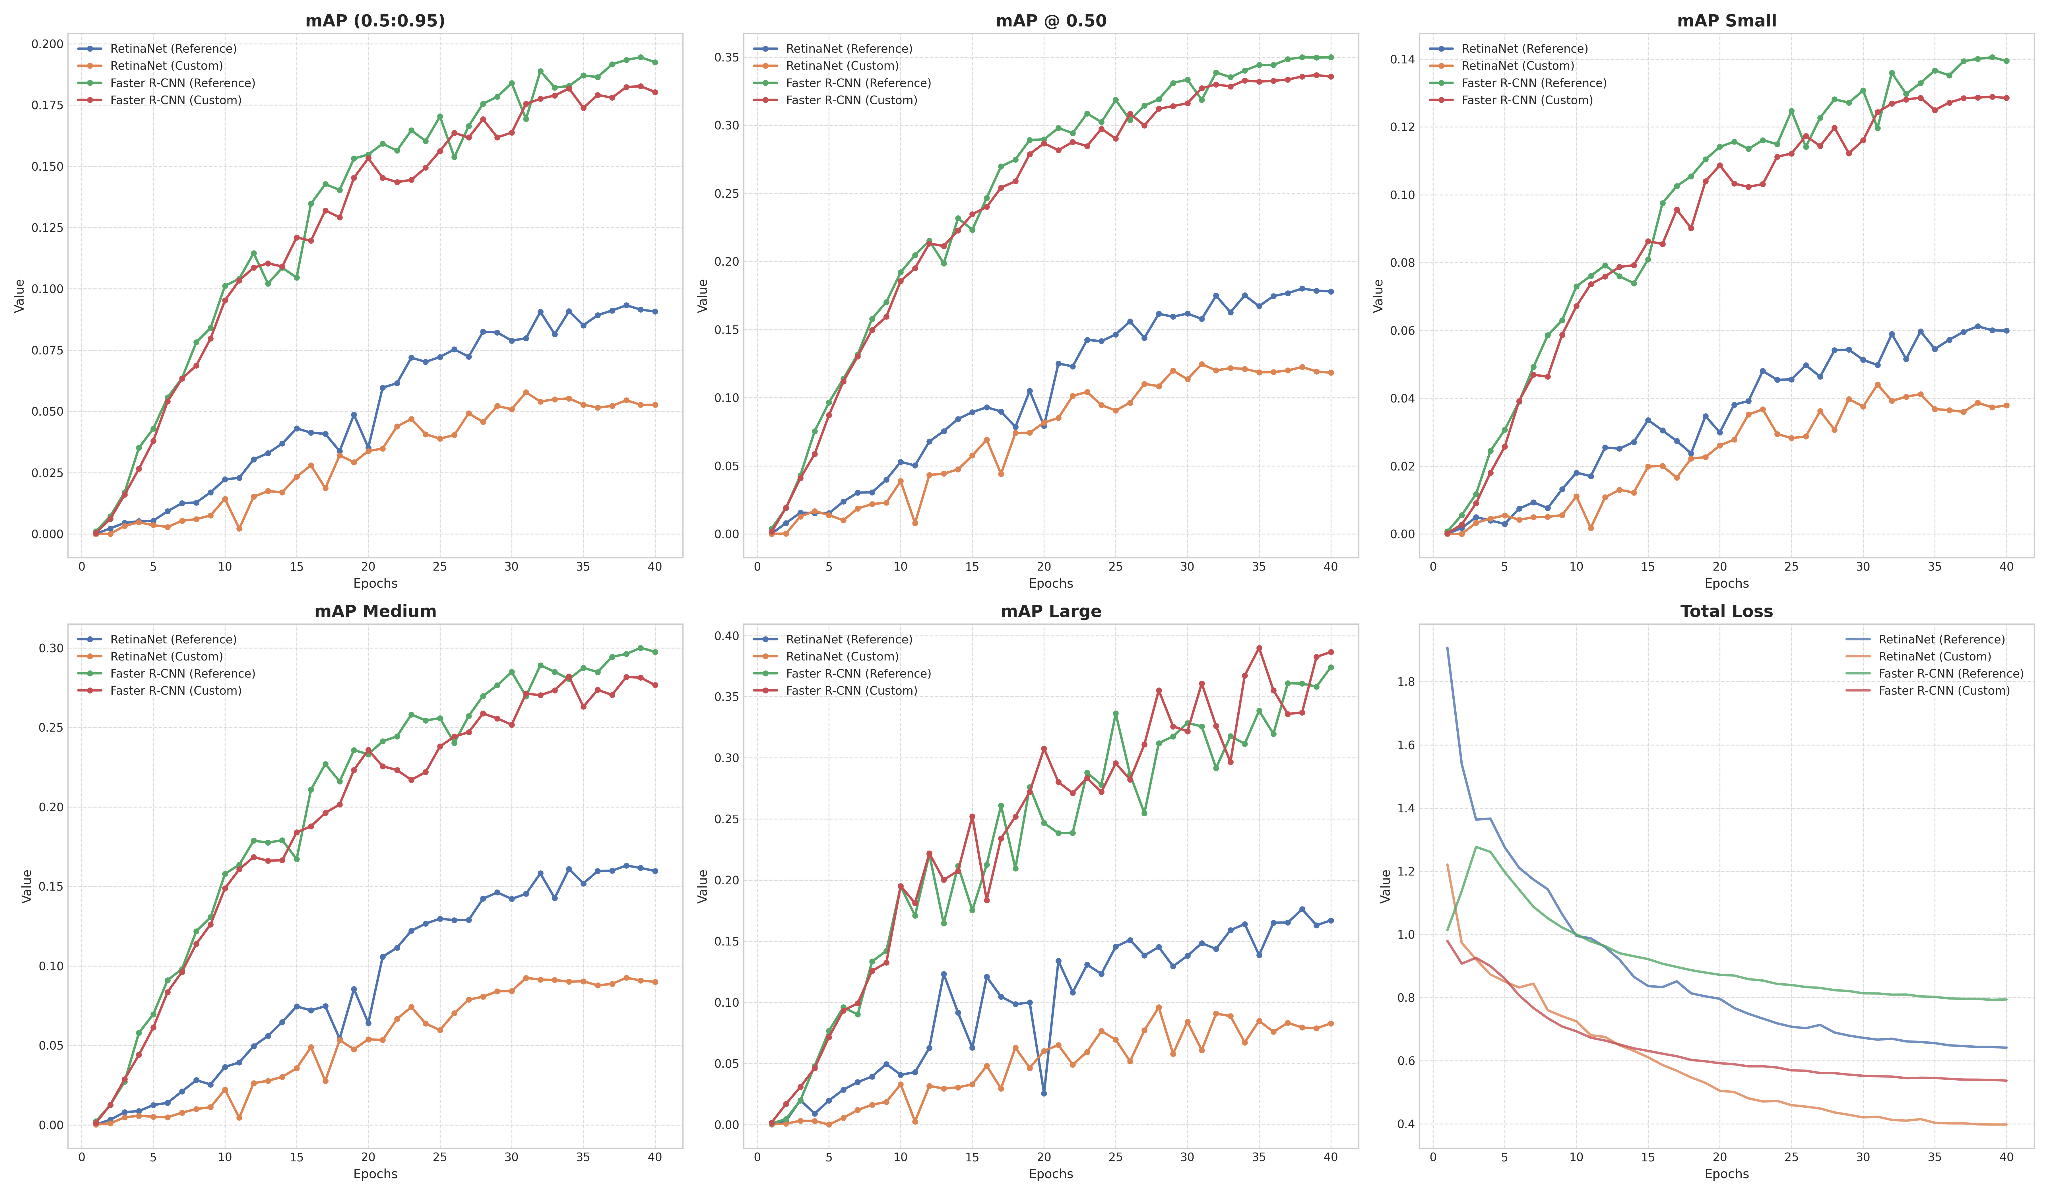 mAP (0.5:0.95)
RetinaNet (Reference)
RetinaNet (Custom)
Faster R-CNN (Reference)
Faster R-CNN (Custom)
Value
0.200
0.175
0.150
0.125
0.100
0.075
0.050
0.025
0.000
0 5 10 15 20 25 30 35 40
Epochs
mAP @ 0.50
RetinaNet (Reference)
RetinaNet (Custom)
Faster R-CNN (Reference)
Faster R-CNN (Custom)
Value
0.35
0.30
0.25
0.20
0.15
0.10
0.05
0.00
0 5 10 15 20 25 30 35 40
Epochs
mAP Small
RetinaNet (Reference)
RetinaNet (Custom)
Faster R-CNN (Reference)
Faster R-CNN (Custom)
Value
0.14
0.12
0.10
0.08
0.06
0.04
0.02
0.00
0 5 10 15 20 25 30 35 40
Epochs
mAP Medium
RetinaNet (Reference)
RetinaNet (Custom)
Faster R-CNN (Reference)
Faster R-CNN (Custom)
Value
0.30
0.25
0.20
0.15
0.10
0.05
0.00
0 5 10 15 20 25 30 35 40
Epochs
mAP Large
RetinaNet (Reference)
RetinaNet (Custom)
Faster R-CNN (Reference)
Faster R-CNN (Custom)
Value
0.40
0.35
0.30
0.25
0.20
0.15
0.10
0.05
0.00
0 5 10 15 20 25 30 35 40
Epochs
Total Loss
RetinaNet (Reference)
RetinaNet (Custom)
Faster R-CNN (Reference)
Faster R-CNN (Custom)
Value
1.8
1.6
1.4
1.2
1.0
0.8
0.6
0.4
0 5 10 15 20 25 30 35 40
Epochs